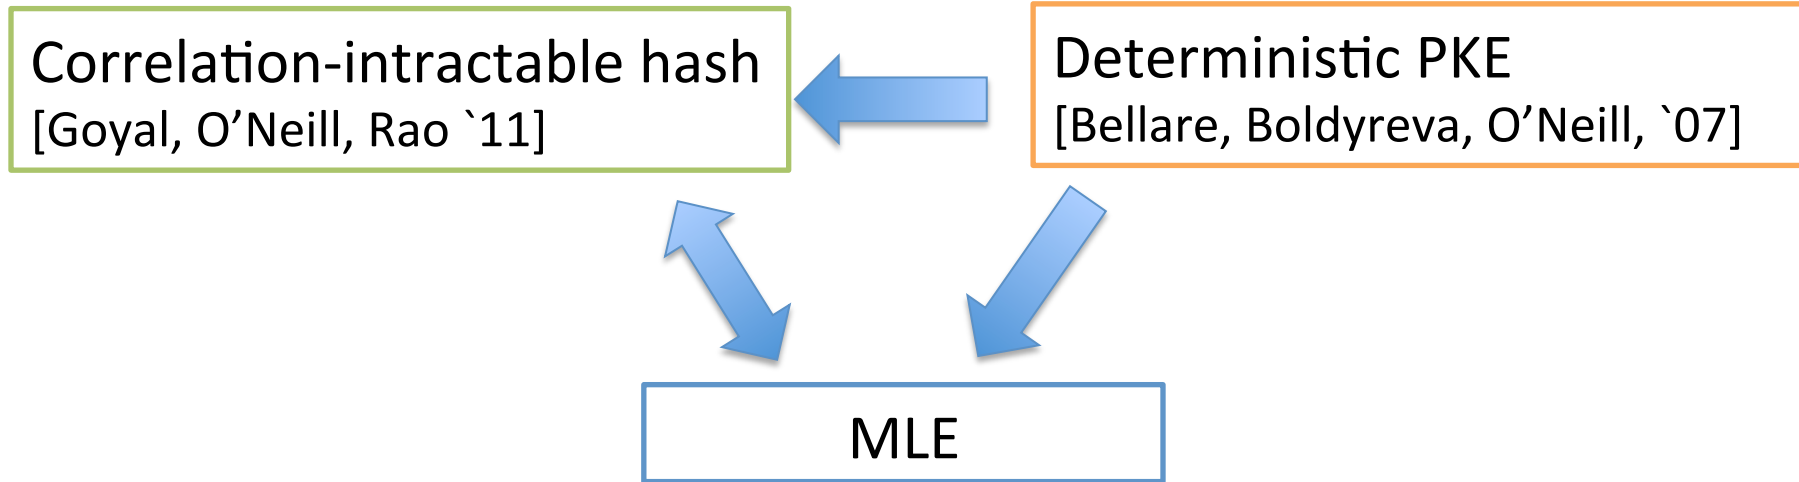 Correlation-intractable hash
[Goyal, O’Neill, Rao `11]
Deterministic PKE
[Bellare, Boldyreva, O’Neill, `07]
MLE